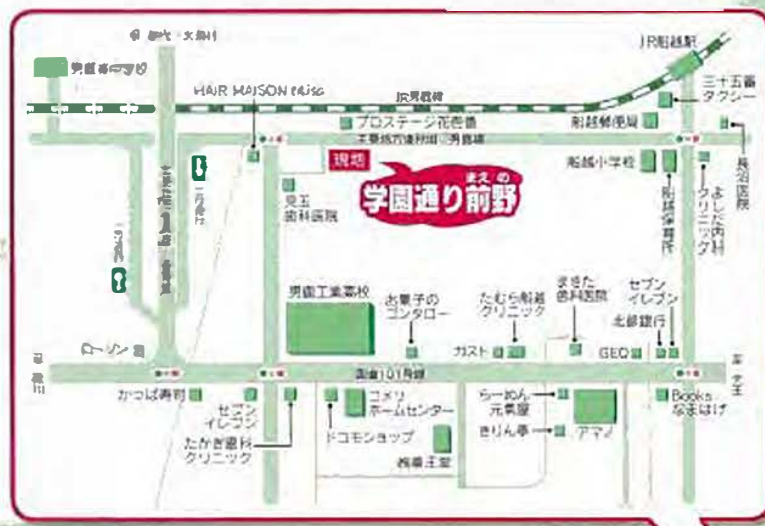 JR船越駅
HAIR MAISON
JR男鹿線
三十五番
タクシー
プロステージ花壱番
船越郵便局
長沼医院
現地
まえの
学園通り前野
船越小学校
船越保育所
よしだ内科
クリニック
児玉
歯科医院
男鹿工業高校
お菓子の
ゴンタロー
たむら船越
クリニック
まきた
歯科医院
セブン
イレブン
北都銀行
ガスト
GEO
国道101号線
かっぱ寿司
セブン
イレブン
たかぎ歯科
クリニック
コメリ
ホームセンター
ドコモショップ
らーめん
元氣屋
きりん亭
アマノ
Books
なまはげ